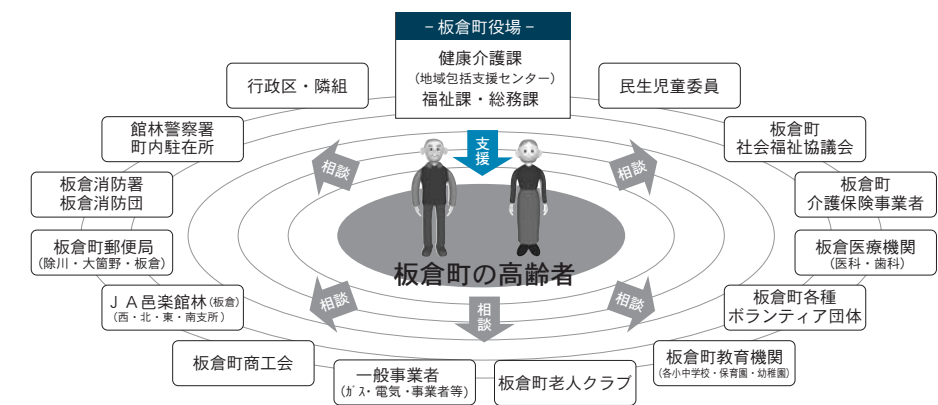 －板倉町役場－
健康介護課
（地域包括支援センター）
福祉課・総務課
行政区・隣組
民生児童委員
館林警察署
町内駐在所
板倉町
社会福祉協議会
支援
相談
相談
板倉消防署
板倉消防団
板倉町
介護保険事業者
板倉町郵便局
（除川・大箇野・板倉）
板倉医療機関
（医科・歯科）
板倉町の高齢者
ＪＡ邑楽館林（板倉）
（西・北・東・南支所）
相談
相談
相談
板倉町各種
ボランティア団体
板倉町商工会
一般事業者
（ｶﾞｽ・電気・事業者等）
板倉町老人クラブ
板倉町教育機関
（各小中学校・保育園・幼稚園）